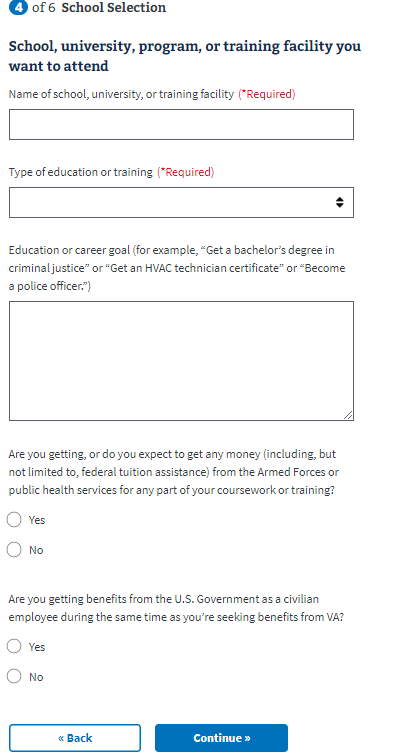 4 of 6 School Selection
School, university, program, or training facility you
want to attend
Name of school, university, or training facility (*Required)
Type of education or training (*Required)
Education or career goal (for example, “Get a bachelor’s degree in
criminal justice” or “Get an HVAC technician certificate” or “Become
a police officer.”)
Are you getting, or do you expect to get any money (including, but
not limited to, federal tuition assistance) from the Armed Forces or
public health services for any part of your coursework or training?
Yes
No
Are you getting benefits from the U.S. Government as a civilian
employee during the same time as you’re seeking benefits from VA?
Yes
No
« Back Continue »